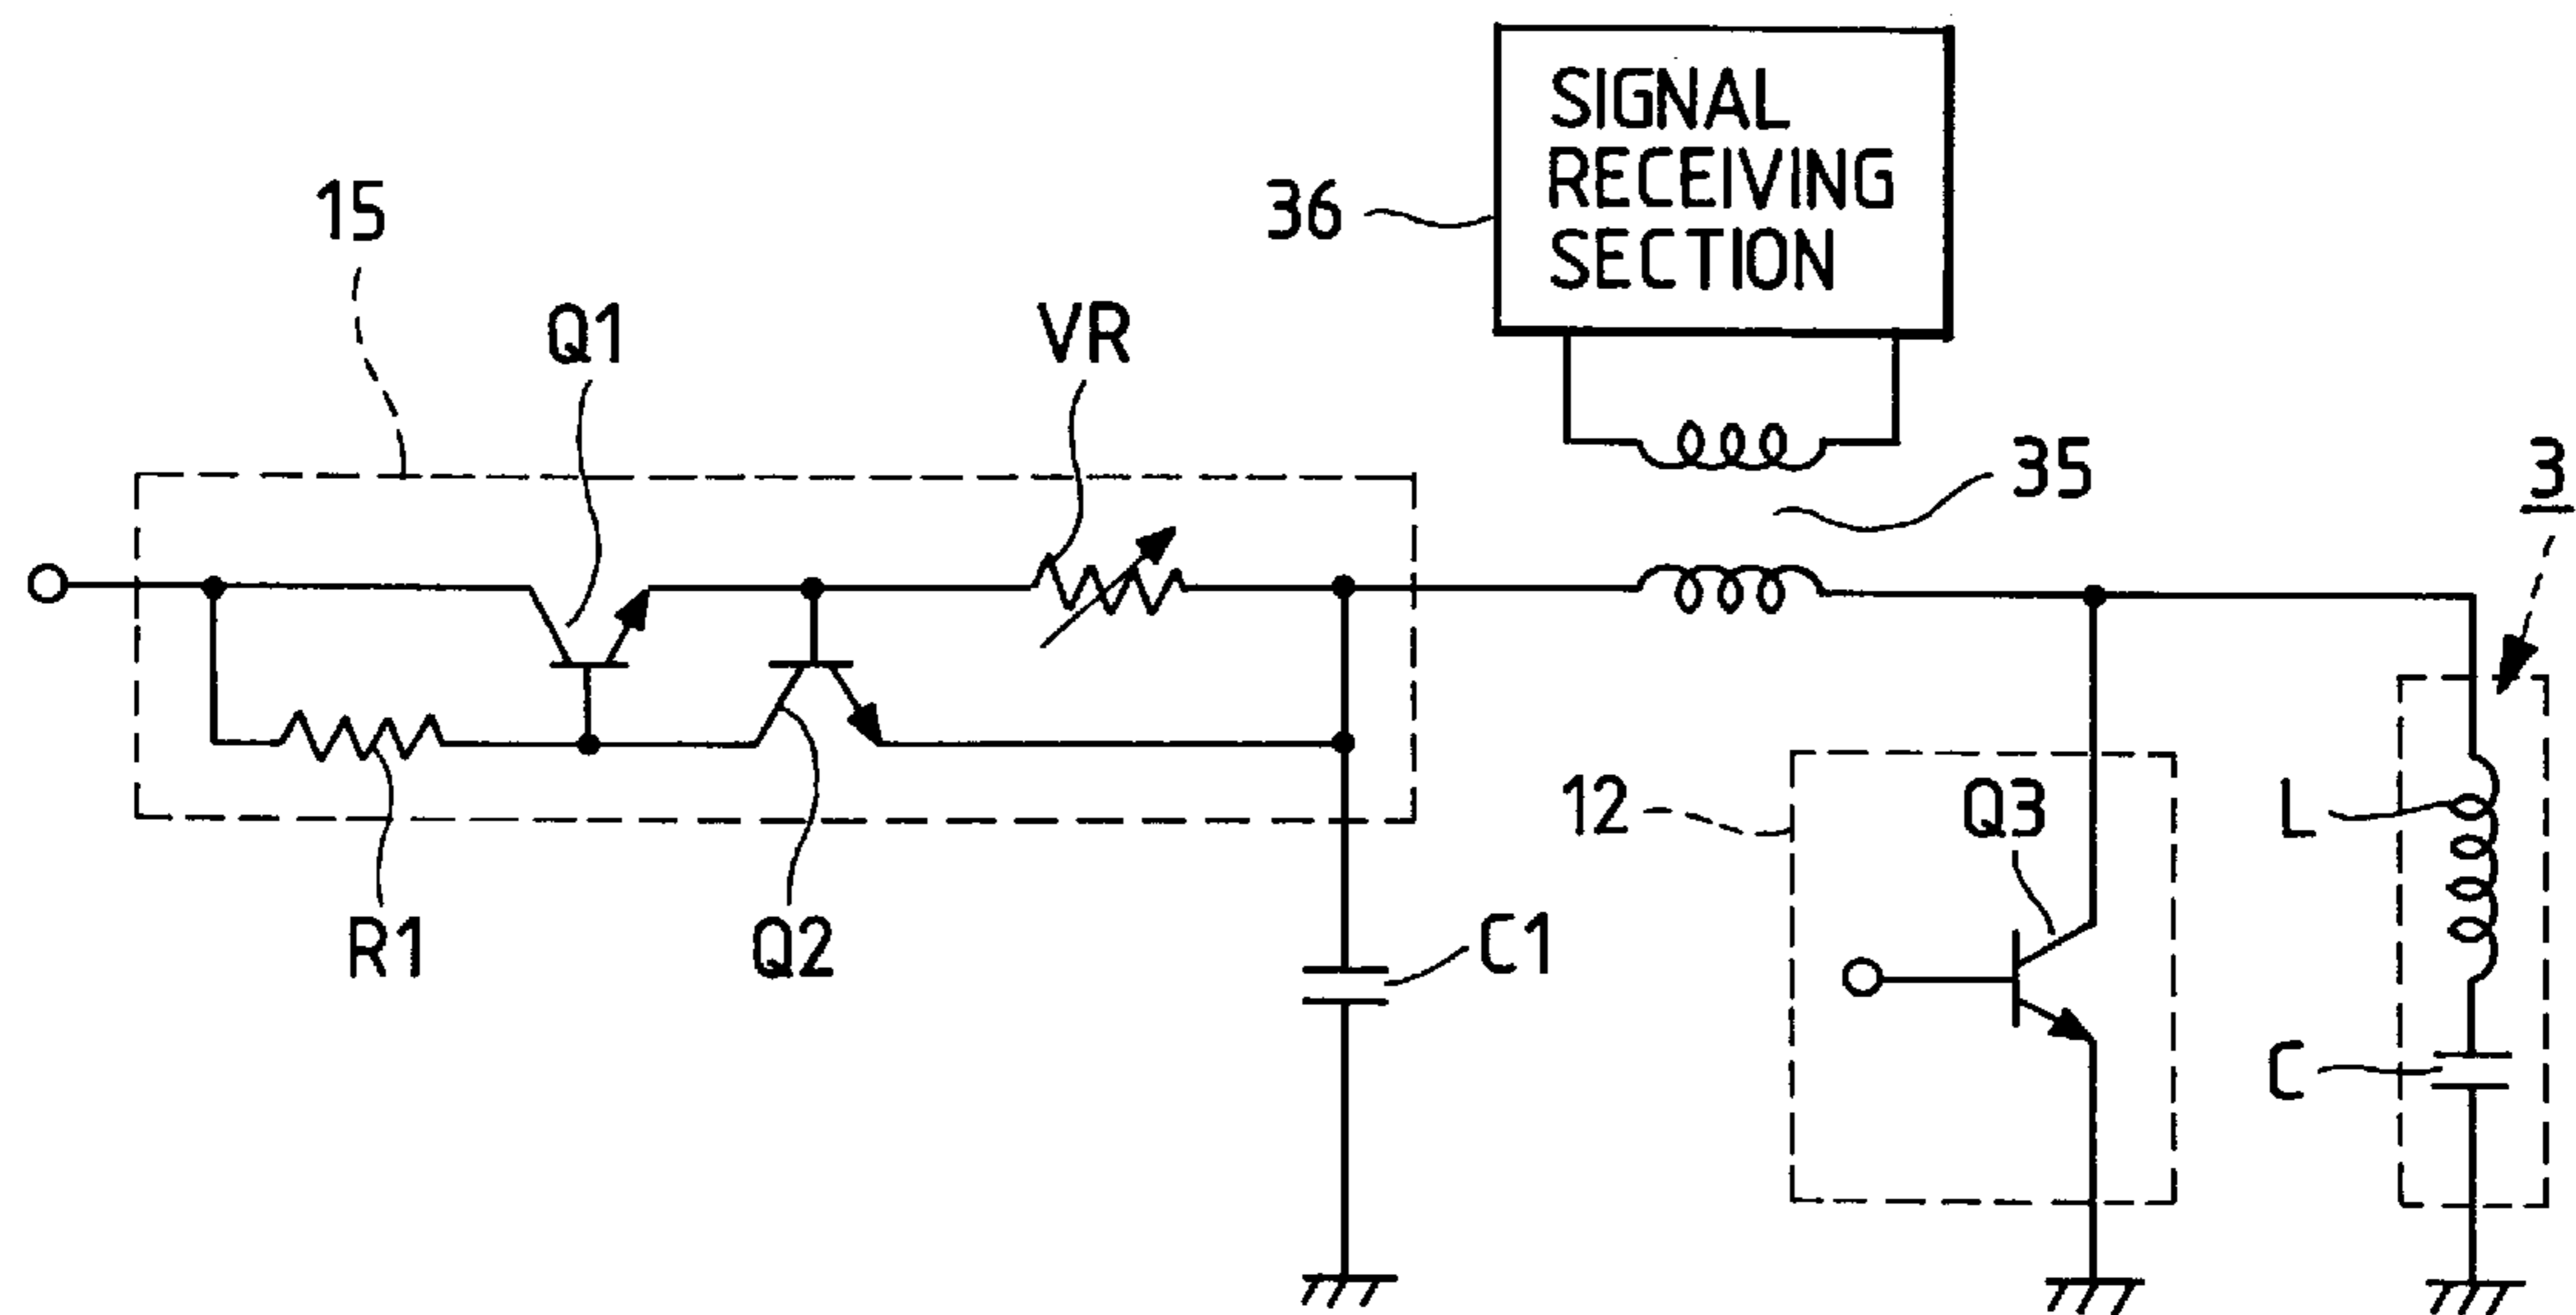 SIGNAL
RECEIVING
SECTION
36
15
Q1
VR
35
3
12
Q3
L
R1
Q2
C1
C